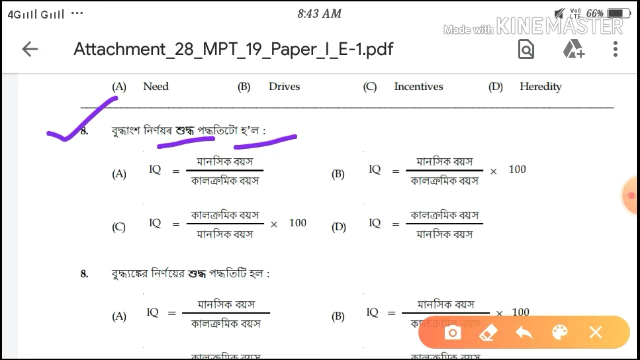 4G 4G ••• 8:43 AM Vo) LTE 66%
Made with KINEMASTER
Attachment_28_MPT_19_Paper_I_E-1.pdf
(A) Need (B) Drives (C) Incentives (D) Heredity
8. বুদ্ধ্যাংশ নিৰ্ণয়ৰ শুদ্ধ পদ্ধতিটো হ'ল :
(A) IQ = মানসিক বয়স / কালক্ৰমিক বয়স (B) IQ = মানসিক বয়স / কালক্ৰমিক বয়স × 100
(C) IQ = কালক্ৰমিক বয়স / মানসিক বয়স × 100 (D) IQ = কালক্ৰমিক বয়স / মানসিক বয়স
8. বুদ্ধ্যঙ্কের নির্ণয়ের শুদ্ধ পদ্ধতিটি হল :
(A) IQ = মানসিক বয়স / কালক্রমিক বয়স (B) IQ = মানসিক বয়স / × 100